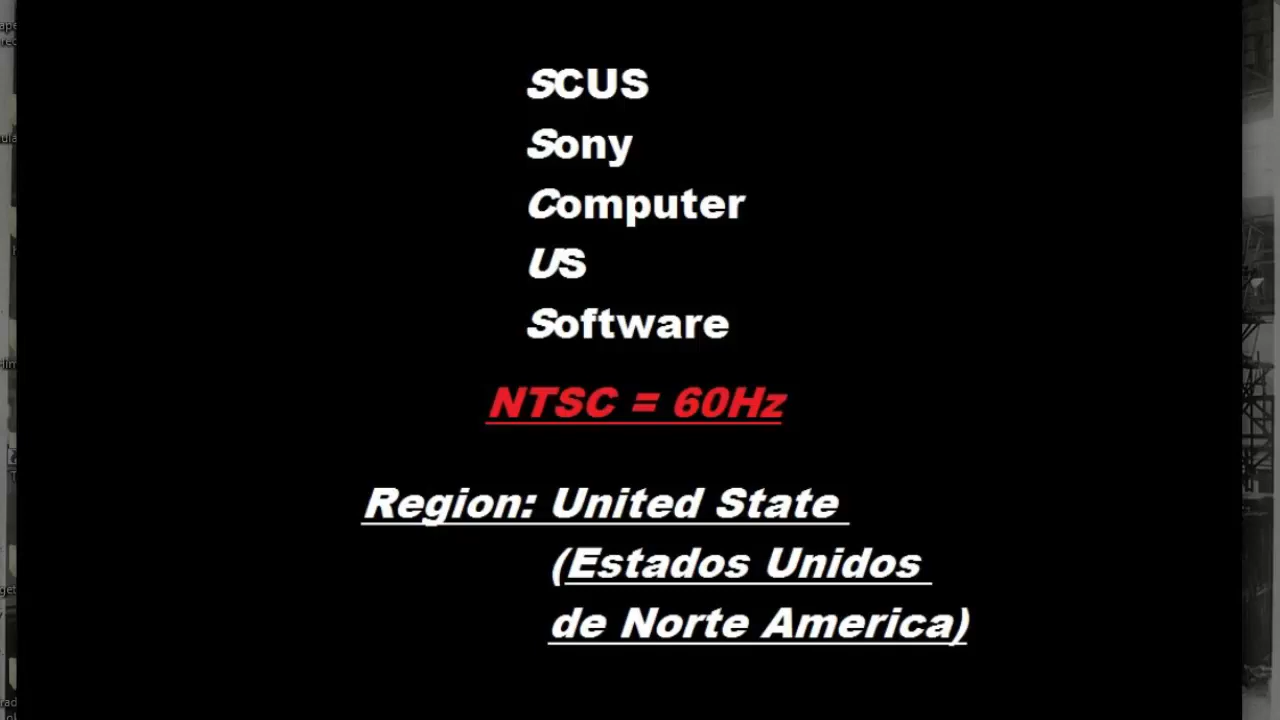 SCUS
Sony
Computer
US
Software
NTSC = 60Hz
Region: United State
(Estados Unidos
de Norte America)